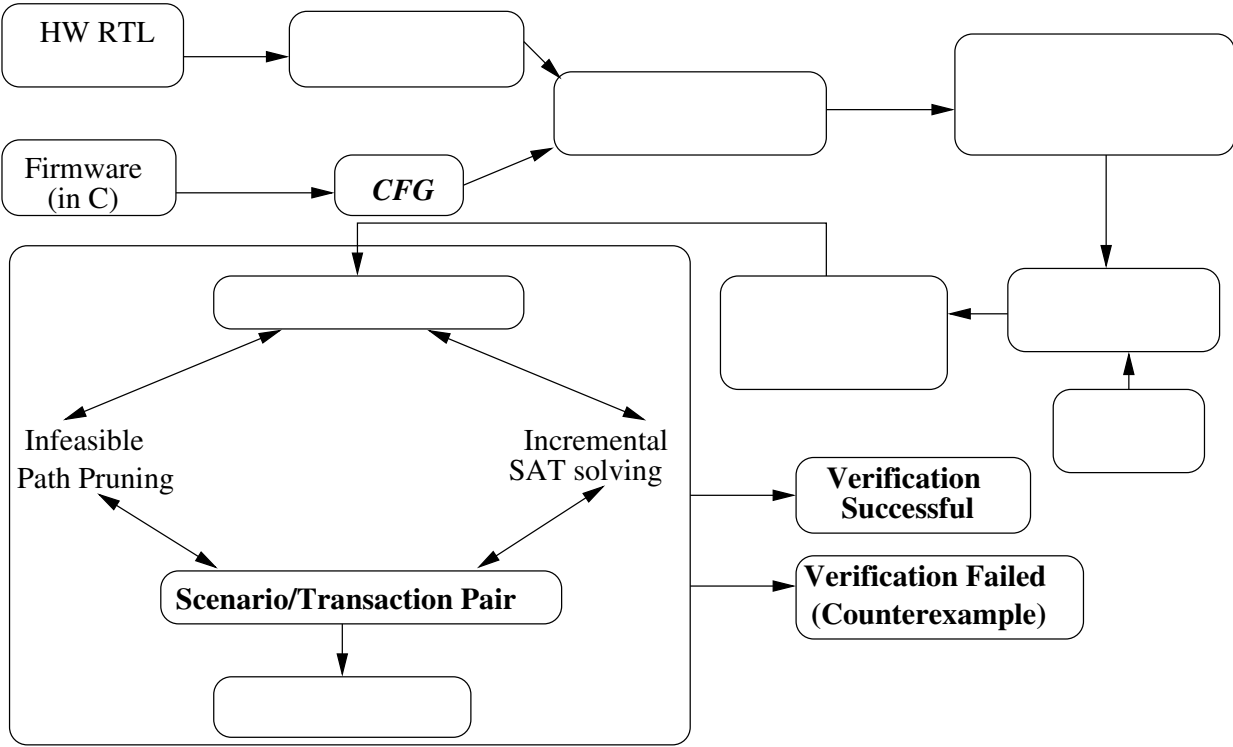 HW RTL
Firmware
(in C)
CFG
Infeasible
Path Pruning
Incremental
SAT solving
Verification
Successful
Verification Failed
(Counterexample)
Scenario/Transaction Pair